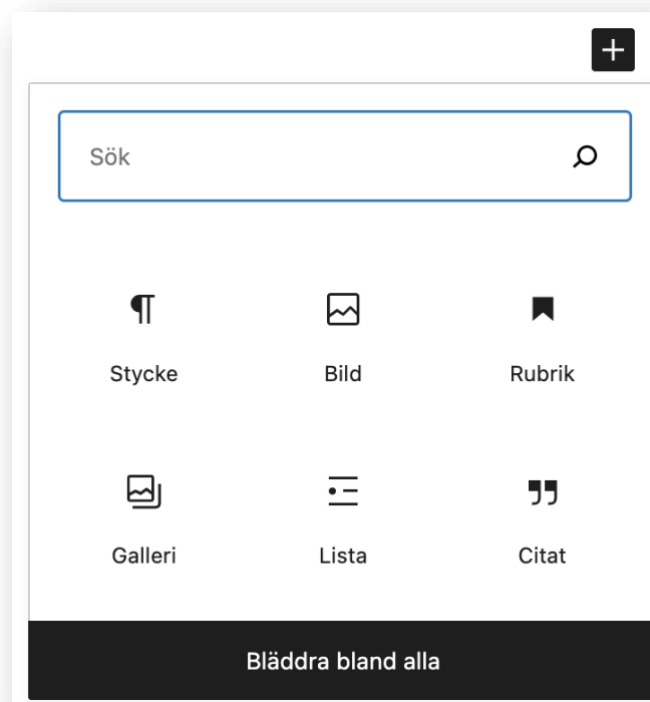 Sök
Stycke Bild Rubrik
Galleri Lista Citat
Bläddra bland alla